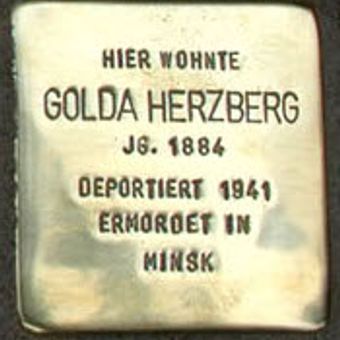 HIER WOHNTE
GOLDA HERZBERG
JG. 1884
DEPORTIERT 1941
ERMORDET IN
MINSK